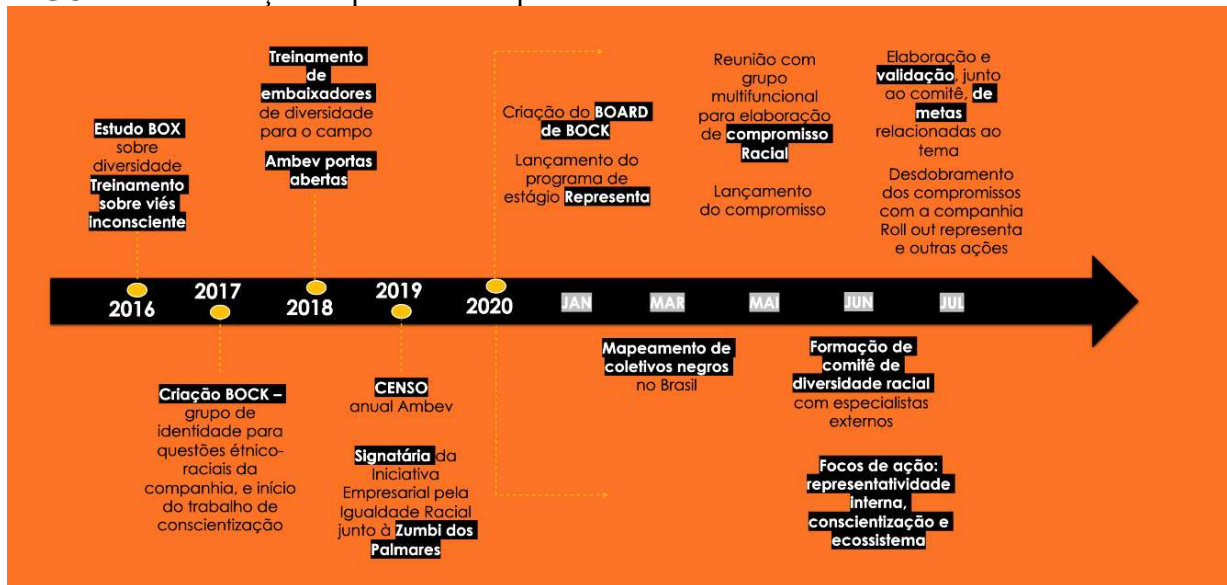 Estudo BOX
sobre
diversidade
Treinamento
sobre viés
inconsciente
Treinamento
de
embaixadores
de diversidade
para o campo
Ambev portas
abertas
Criação do BOARD
de BOCK
Lançamento do
programa de
estágio Representa
Reunião com
grupo
multifuncional
para elaboração
de compromisso
Racial
Lançamento
do compromisso
Elaboração e
validação, junto
ao comitê, de
metas
relacionadas ao
tema
Desdobramento
dos compromissos
com a companhia
Roll out representa
e outras ações
2016
2017
2018
2019
2020
JAN
MAR
MAI
JUN
JUL
Criação BOCK –
grupo de
identidade para
questões étnico-
raciais da
companhia, e início
do trabalho de
conscientização
CENSO
anual Ambev
Signatária da
Iniciativa
Empresarial pela
Igualdade Racial
junto à Zumbi dos
Palmares
Mapeamento de
coletivos negros
no Brasil
Formação de
comitê de
diversidade racial
com especialistas
externos
Focos de ação:
representatividade
interna,
conscientização e
ecossistema